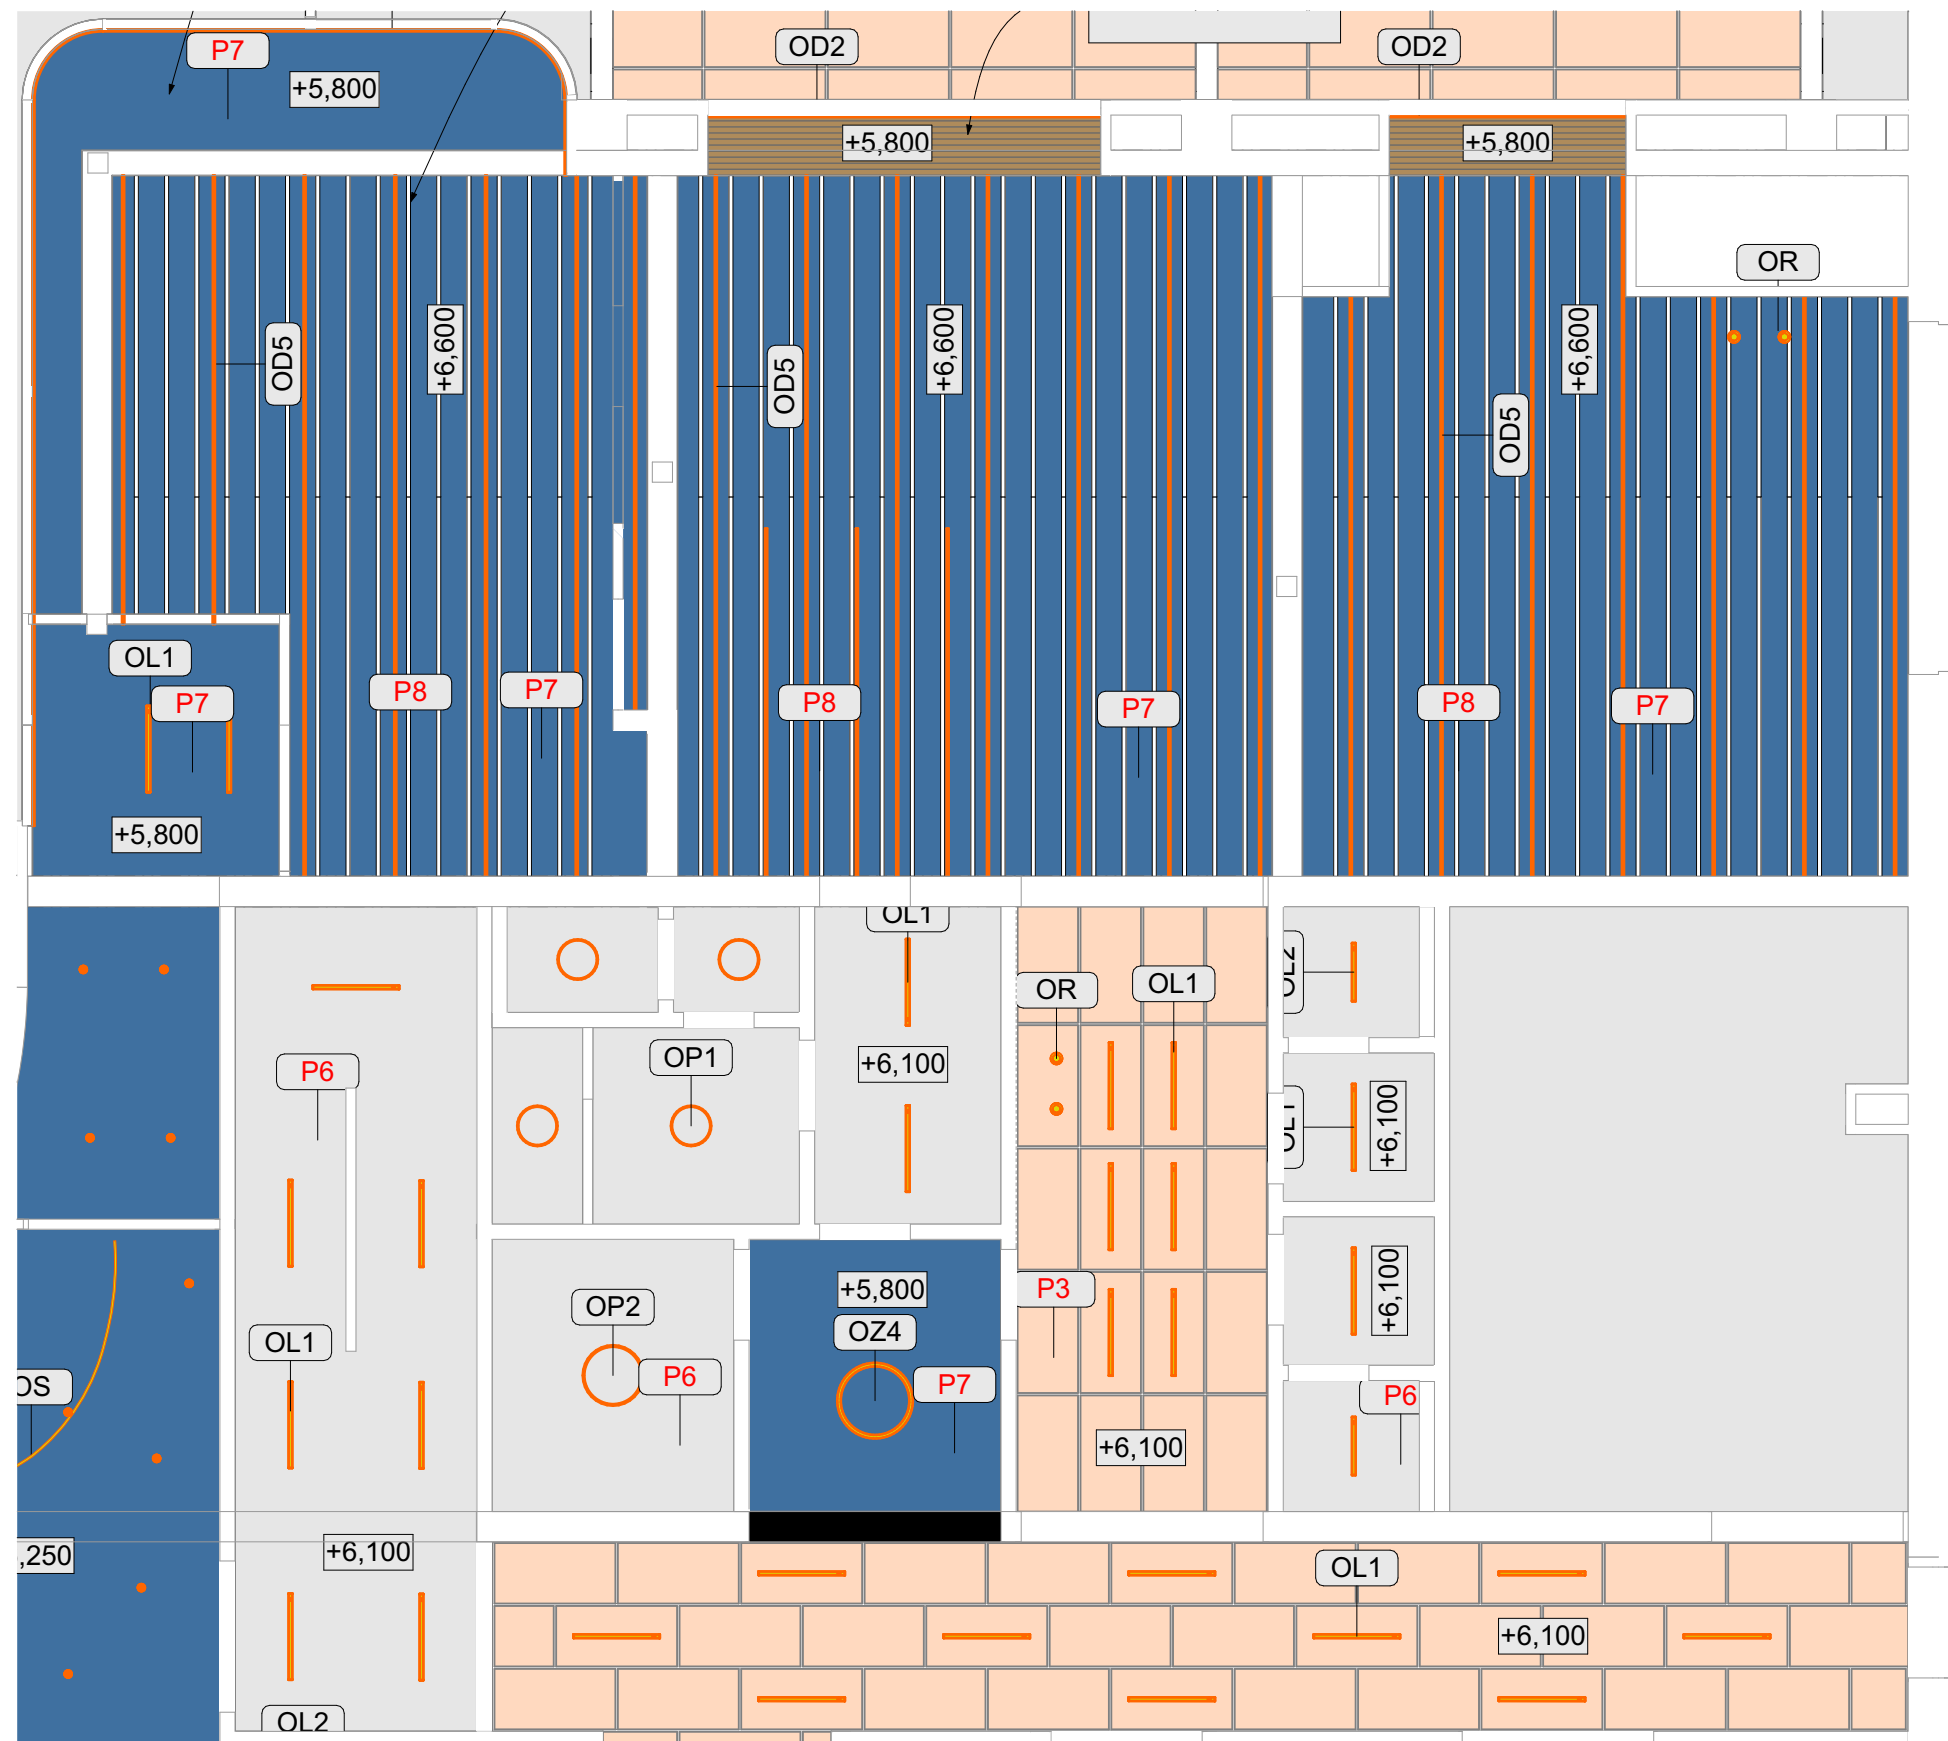 OD2
OD2
P7
+5,800
+5,800
+5,800
OR
OD5
+6,600
OD5
+6,600
OD5
+6,600
OL1
P7
P8
P7
P8
P7
P8
P7
+5,800
OL1
OL2
OR
OL1
P6
OP1
+6,100
OL1
+6,100
+5,800
P3
+6,100
OP2
OZ4
OL1
P6
P7
OS
P6
+6,100
,250
+6,100
OL1
+6,100
OL2